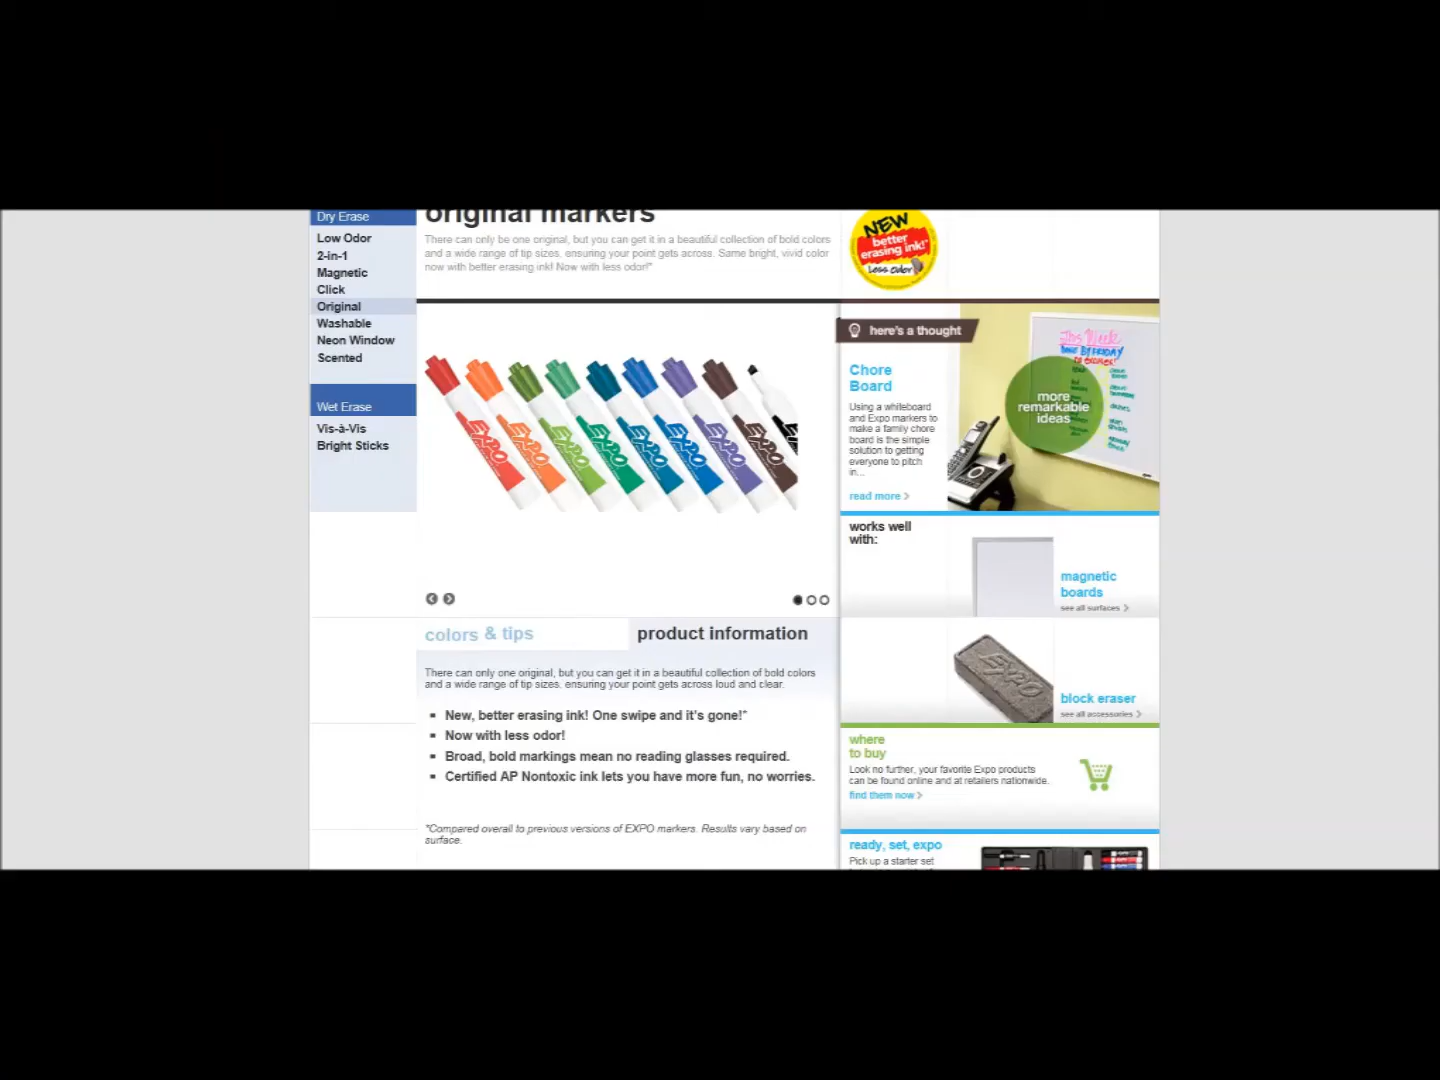 Dry Erase
Low Odor
2-in-1
Magnetic
Click
Original
Washable
Neon Window
Scented
Wet Erase
Vis-à-Vis
Bright Sticks
original markers
There can only be one original, but you can get it in a beautiful collection of bold colors
and a wide range of tip sizes, ensuring your point gets across. Same bright, vivid color
now with better erasing ink! Now with less odor!*
NEW
better
erasing ink!*
Less odor
EXPO
EXPO
EXPO
EXPO
EXPO
EXPO
EXPO
EXPO
colors & tips
product information
There can only one original, but you can get it in a beautiful collection of bold colors
and a wide range of tip sizes, ensuring your point gets across loud and clear.
New, better erasing ink! One swipe and it's gone!*
Now with less odor!
Broad, bold markings mean no reading glasses required.
Certified AP Nontoxic ink lets you have more fun, no worries.
*Compared overall to previous versions of EXPO markers. Results vary based on
surface.
here's a thought
Chore
Board
Using a whiteboard
and Expo markers to
make a family chore
board is the simple
solution to getting
everyone to pitch
in...
read more >
more
remarkable
ideas
works well
with:
magnetic
boards
see all surfaces >
EXPO
block eraser
see all accessories >
where
to buy
Look no further, your favorite Expo products
can be found online and at retailers nationwide.
find them now >
ready, set, expo
Pick up a starter set